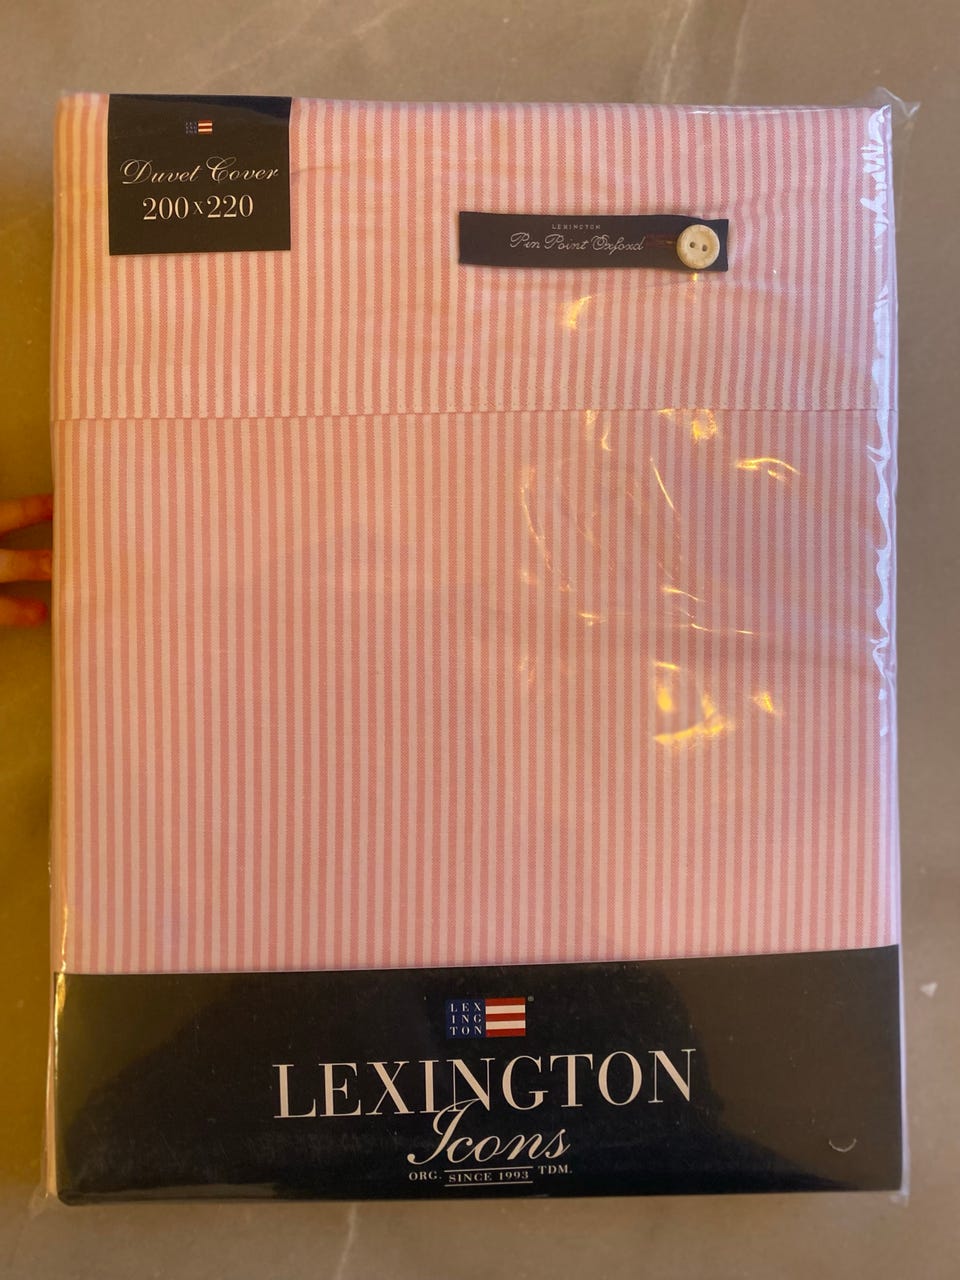 Duvet Cover
200x220
LEXINGTON
Pin Point Oxford
LEX
ING
TON
LEXINGTON
Icons
ORG. SINCE 1993 TDM.